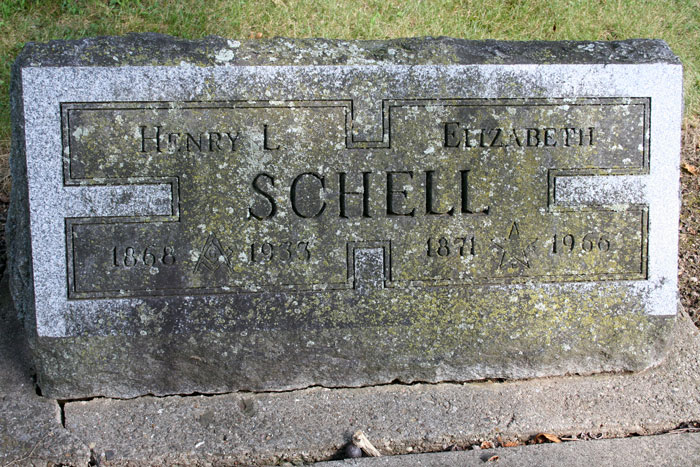 Henry L. Elizabeth
SCHELL
1868 1933 1871 1966